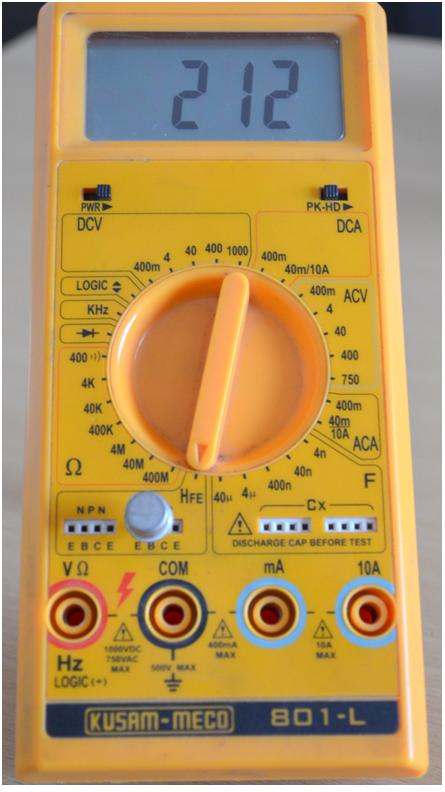 212
PWR ▶ PK-HD ▶
DCV DCA
400m 4 40 400 1000 400m 40m/10A
LOGIC ♦ 400m ACV
KHz 4
40
400 •)) 400
4K 750
40K 400m
400K 40m
10A
4M ACA
Ω 40M 4n F
400M HFE 40µ 4µ 400n 40n
NPN Cx
E B C E E B C E DISCHARGE CAP BEFORE TEST
VΩ COM mA 10A
1000VDC 400mA 10A
750VAC MAX MAX
MAX 500V MAX
Hz
LOGIC (+)
KUSAM-MECO 801-L